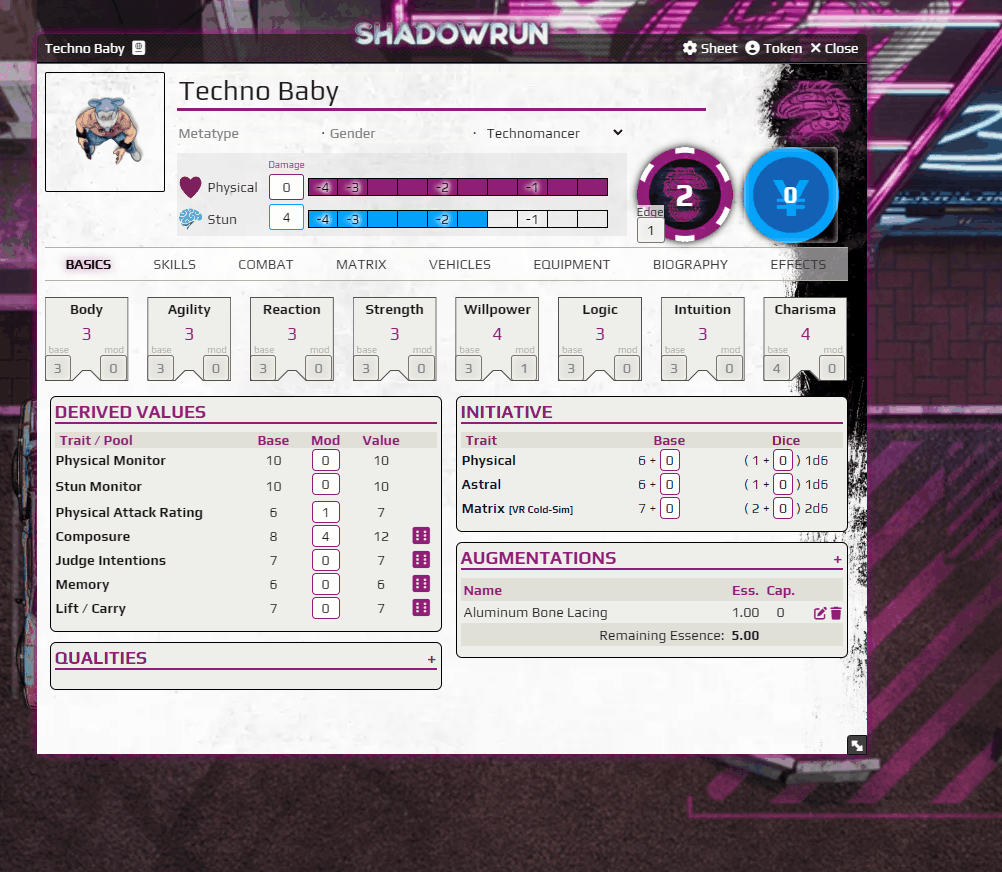 SHADOWRUN
Techno Baby Sheet Token Close
Techno Baby
Metatype · Gender · Technomancer
Damage
Physical 0 -4 -3 -2 -1
Stun 4 -4 -3 -2 -1
2
Edge
1
0
BASICS SKILLS COMBAT MATRIX VEHICLES EQUIPMENT BIOGRAPHY EFFECTS
Body Agility Reaction Strength Willpower Logic Intuition Charisma
3 3 3 3 4 3 3 4
base mod base mod base mod base mod base mod base mod base mod base mod
3 0 3 0 3 0 3 0 3 1 3 0 3 0 4 0
DERIVED VALUES
Trait / Pool Base Mod Value
Physical Monitor 10 0 10
Stun Monitor 10 0 10
Physical Attack Rating 6 1 7
Composure 8 4 12
Judge Intentions 7 0 7
Memory 6 0 6
Lift / Carry 7 0 7
QUALITIES +
INITIATIVE
Trait Base Dice
Physical 6 + 0 ( 1 + 0 ) 1d6
Astral 6 + 0 ( 1 + 0 ) 1d6
Matrix [VR Cold-Sim] 7 + 0 ( 2 + 0 ) 2d6
AUGMENTATIONS +
Name Ess. Cap.
Aluminum Bone Lacing 1.00 0
Remaining Essence: 5.00